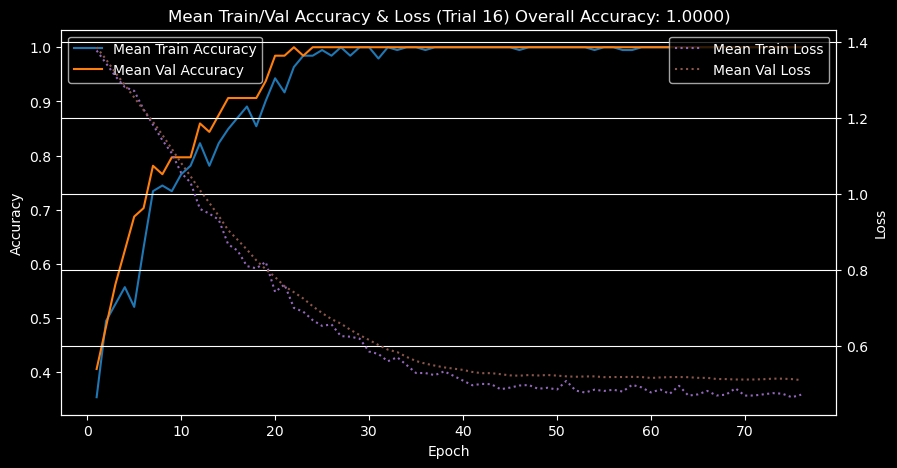 Mean Train/Val Accuracy & Loss (Trial 16) Overall Accuracy: 1.0000)
Mean Train Accuracy
Mean Val Accuracy
Mean Train Loss
Mean Val Loss
Accuracy
1.0
0.9
0.8
0.7
0.6
0.5
0.4
1.4
1.2
1.0
0.8
0.6
Loss
0 10 20 30 40 50 60 70
Epoch